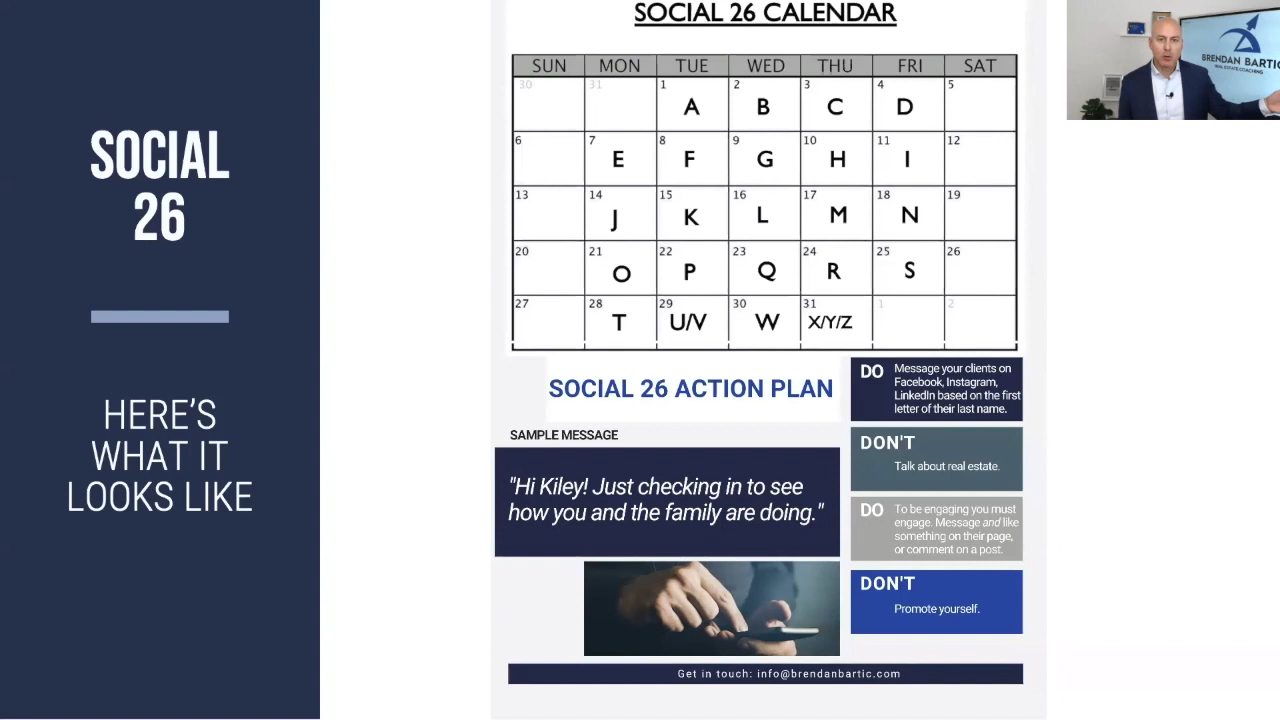 SOCIAL
26
HERE'S
WHAT IT
LOOKS LIKE
SOCIAL 26 CALENDAR
SUN MON TUE WED THU FRI SAT
30 31 1 2 3 4 5
A B C D
6 7 8 9 10 11 12
E F G H I
13 14 15 16 17 18 19
J K L M N
20 21 22 23 24 25 26
O P Q R S
27 28 29 30 31 1 2
T U/V W X/Y/Z
SOCIAL 26 ACTION PLAN
SAMPLE MESSAGE
"Hi Kiley! Just checking in to see
how you and the family are doing."
DO
Message your clients on
Facebook, Instagram,
LinkedIn based on the first
letter of their last name.
DON'T
Talk about real estate.
DO
To be engaging you must
engage. Message and like
something on their page,
or comment on a post.
DON'T
Promote yourself.
Get in touch: info@brendanbartic.com
BRENDAN BARTIC
REAL ESTATE COACHING